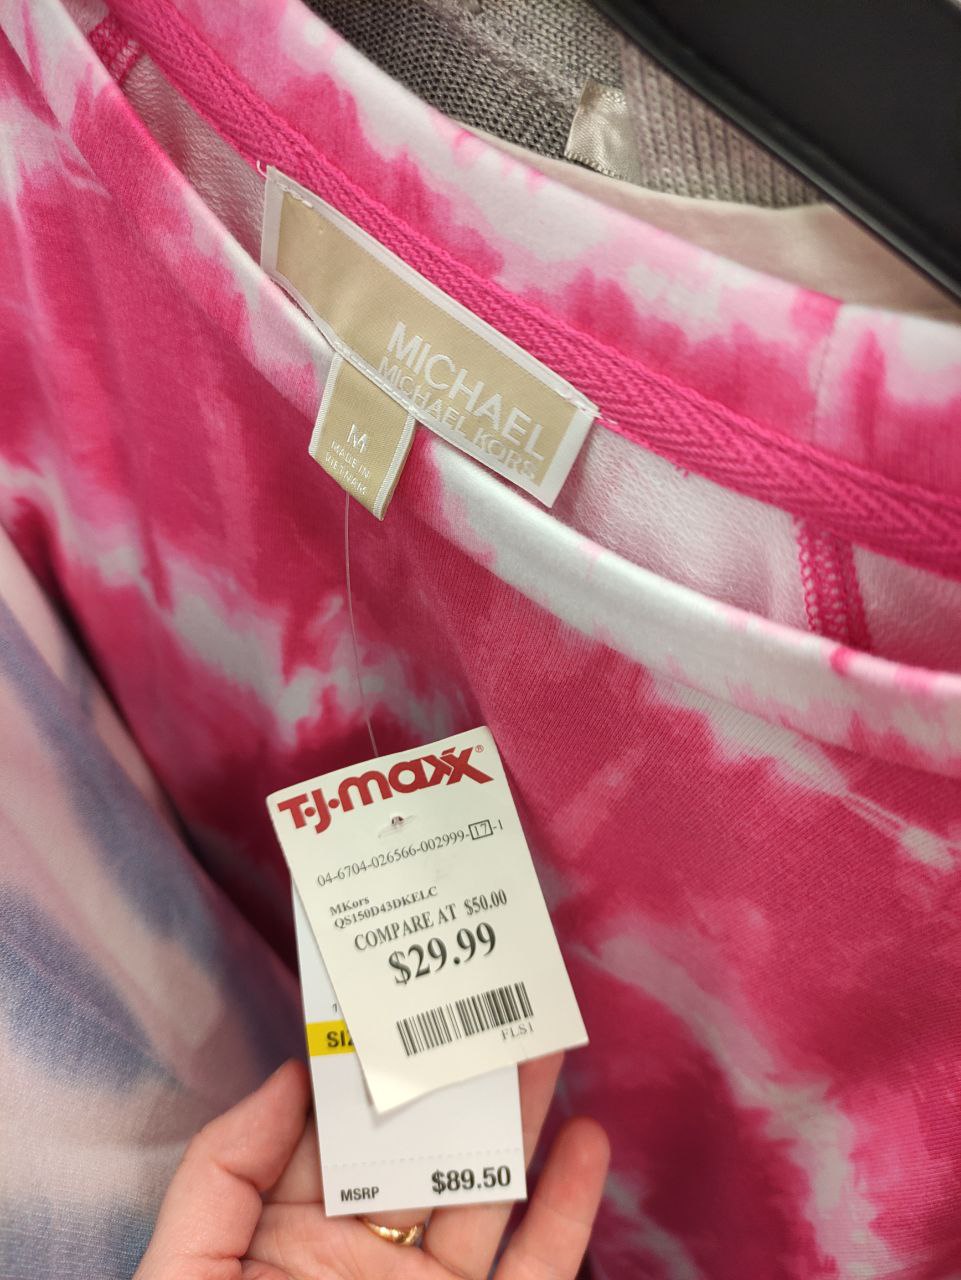 MICHAEL
MICHAEL KORS
M
MADE IN
VIETNAM
T·J·maxx®
04-6704-026566-002999-17-1
MKors
QS150D43DKELC
COMPARE AT $50.00
$29.99
FLS1
MSRP $89.50